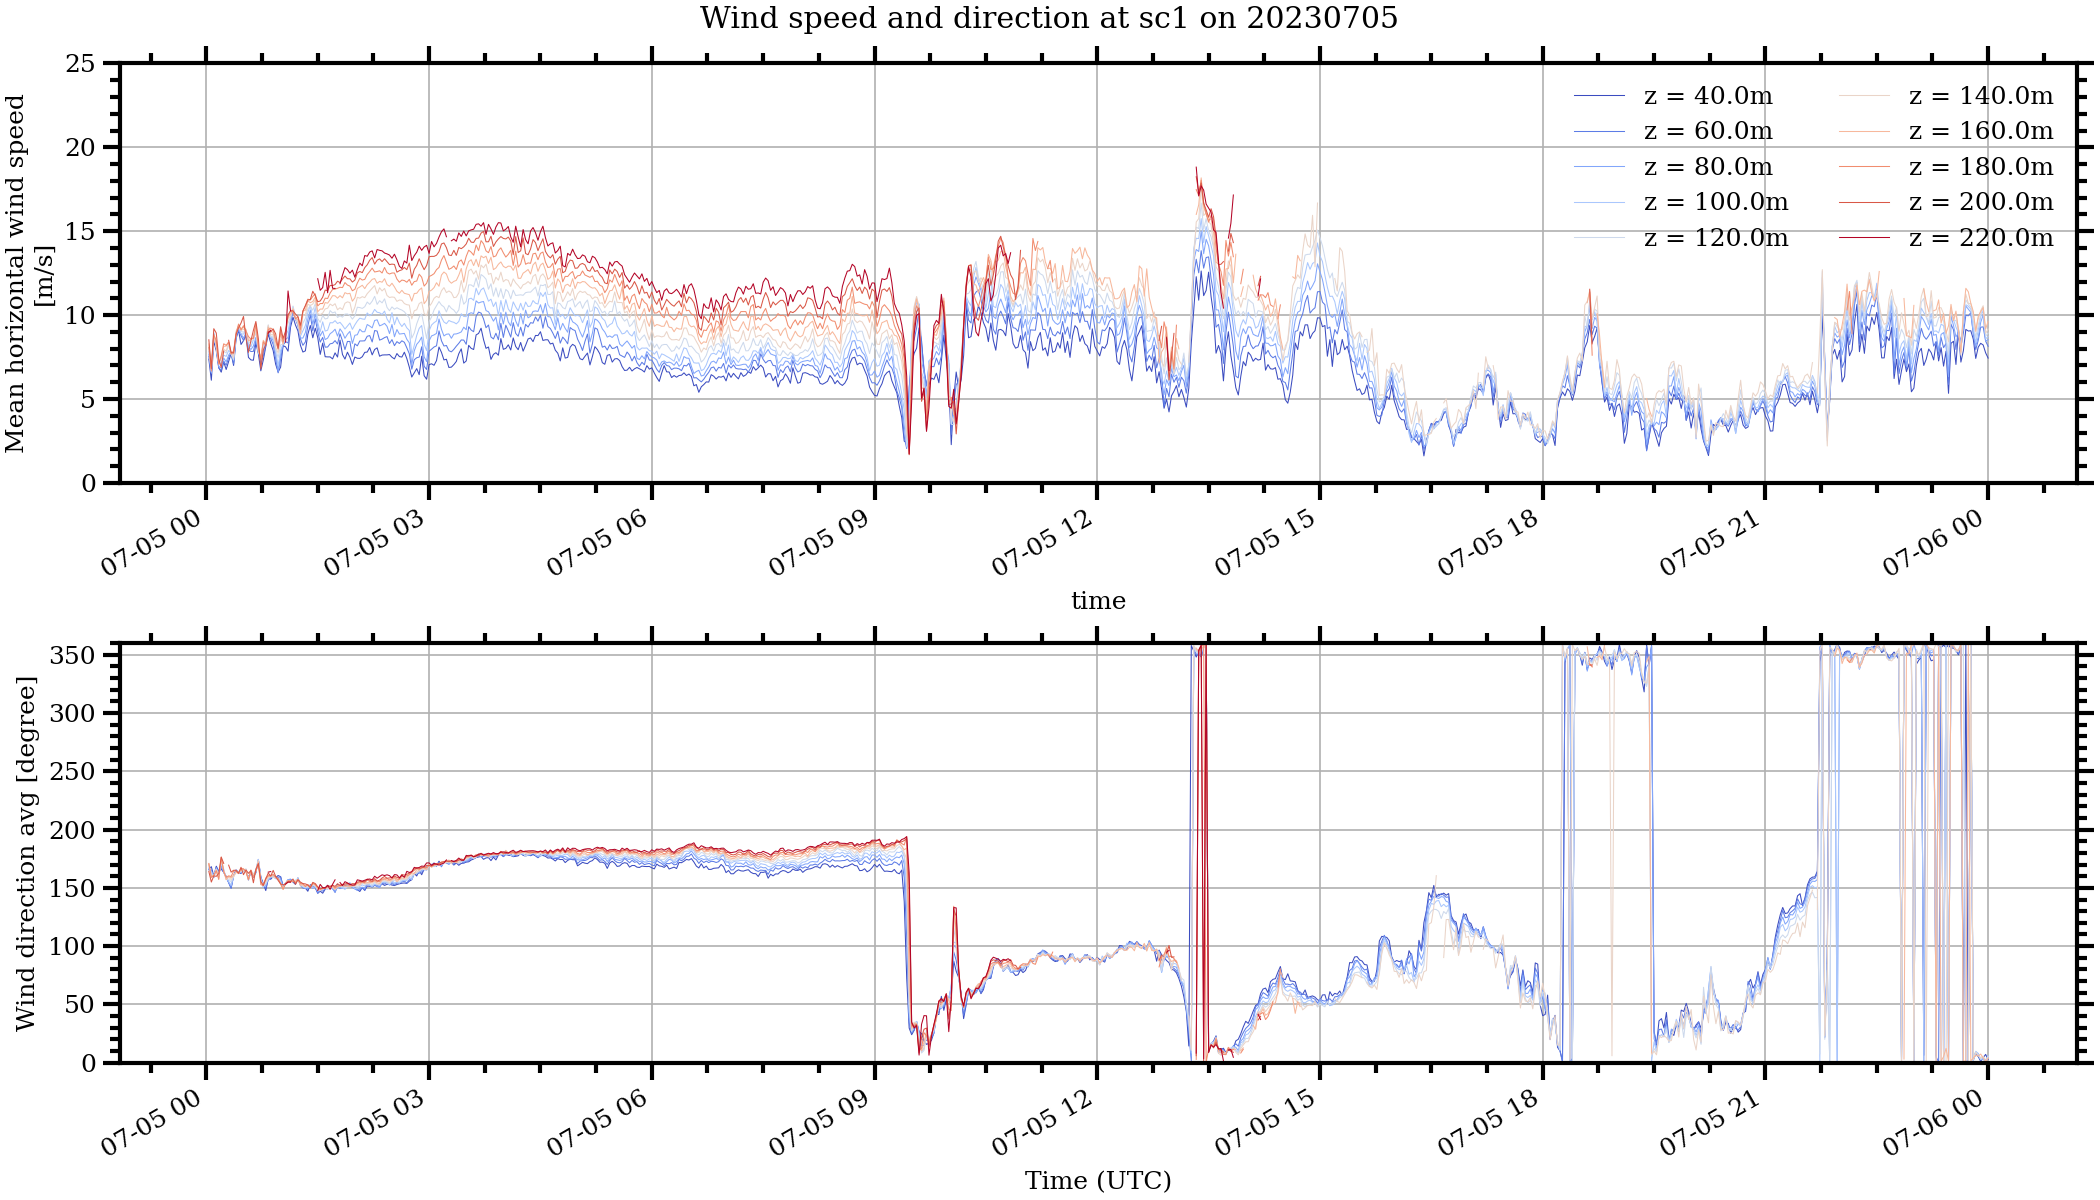 Wind speed and direction at sc1 on 20230705
Mean horizontal wind speed
[m/s]
25
20
15
10
5
0
z = 40.0m
z = 60.0m
z = 80.0m
z = 100.0m
z = 120.0m
z = 140.0m
z = 160.0m
z = 180.0m
z = 200.0m
z = 220.0m
07-05 00
07-05 03
07-05 06
07-05 09
07-05 12
07-05 15
07-05 18
07-05 21
07-06 00
time
Wind direction avg [degree]
350
300
250
200
150
100
50
0
07-05 00
07-05 03
07-05 06
07-05 09
07-05 12
07-05 15
07-05 18
07-05 21
07-06 00
Time (UTC)